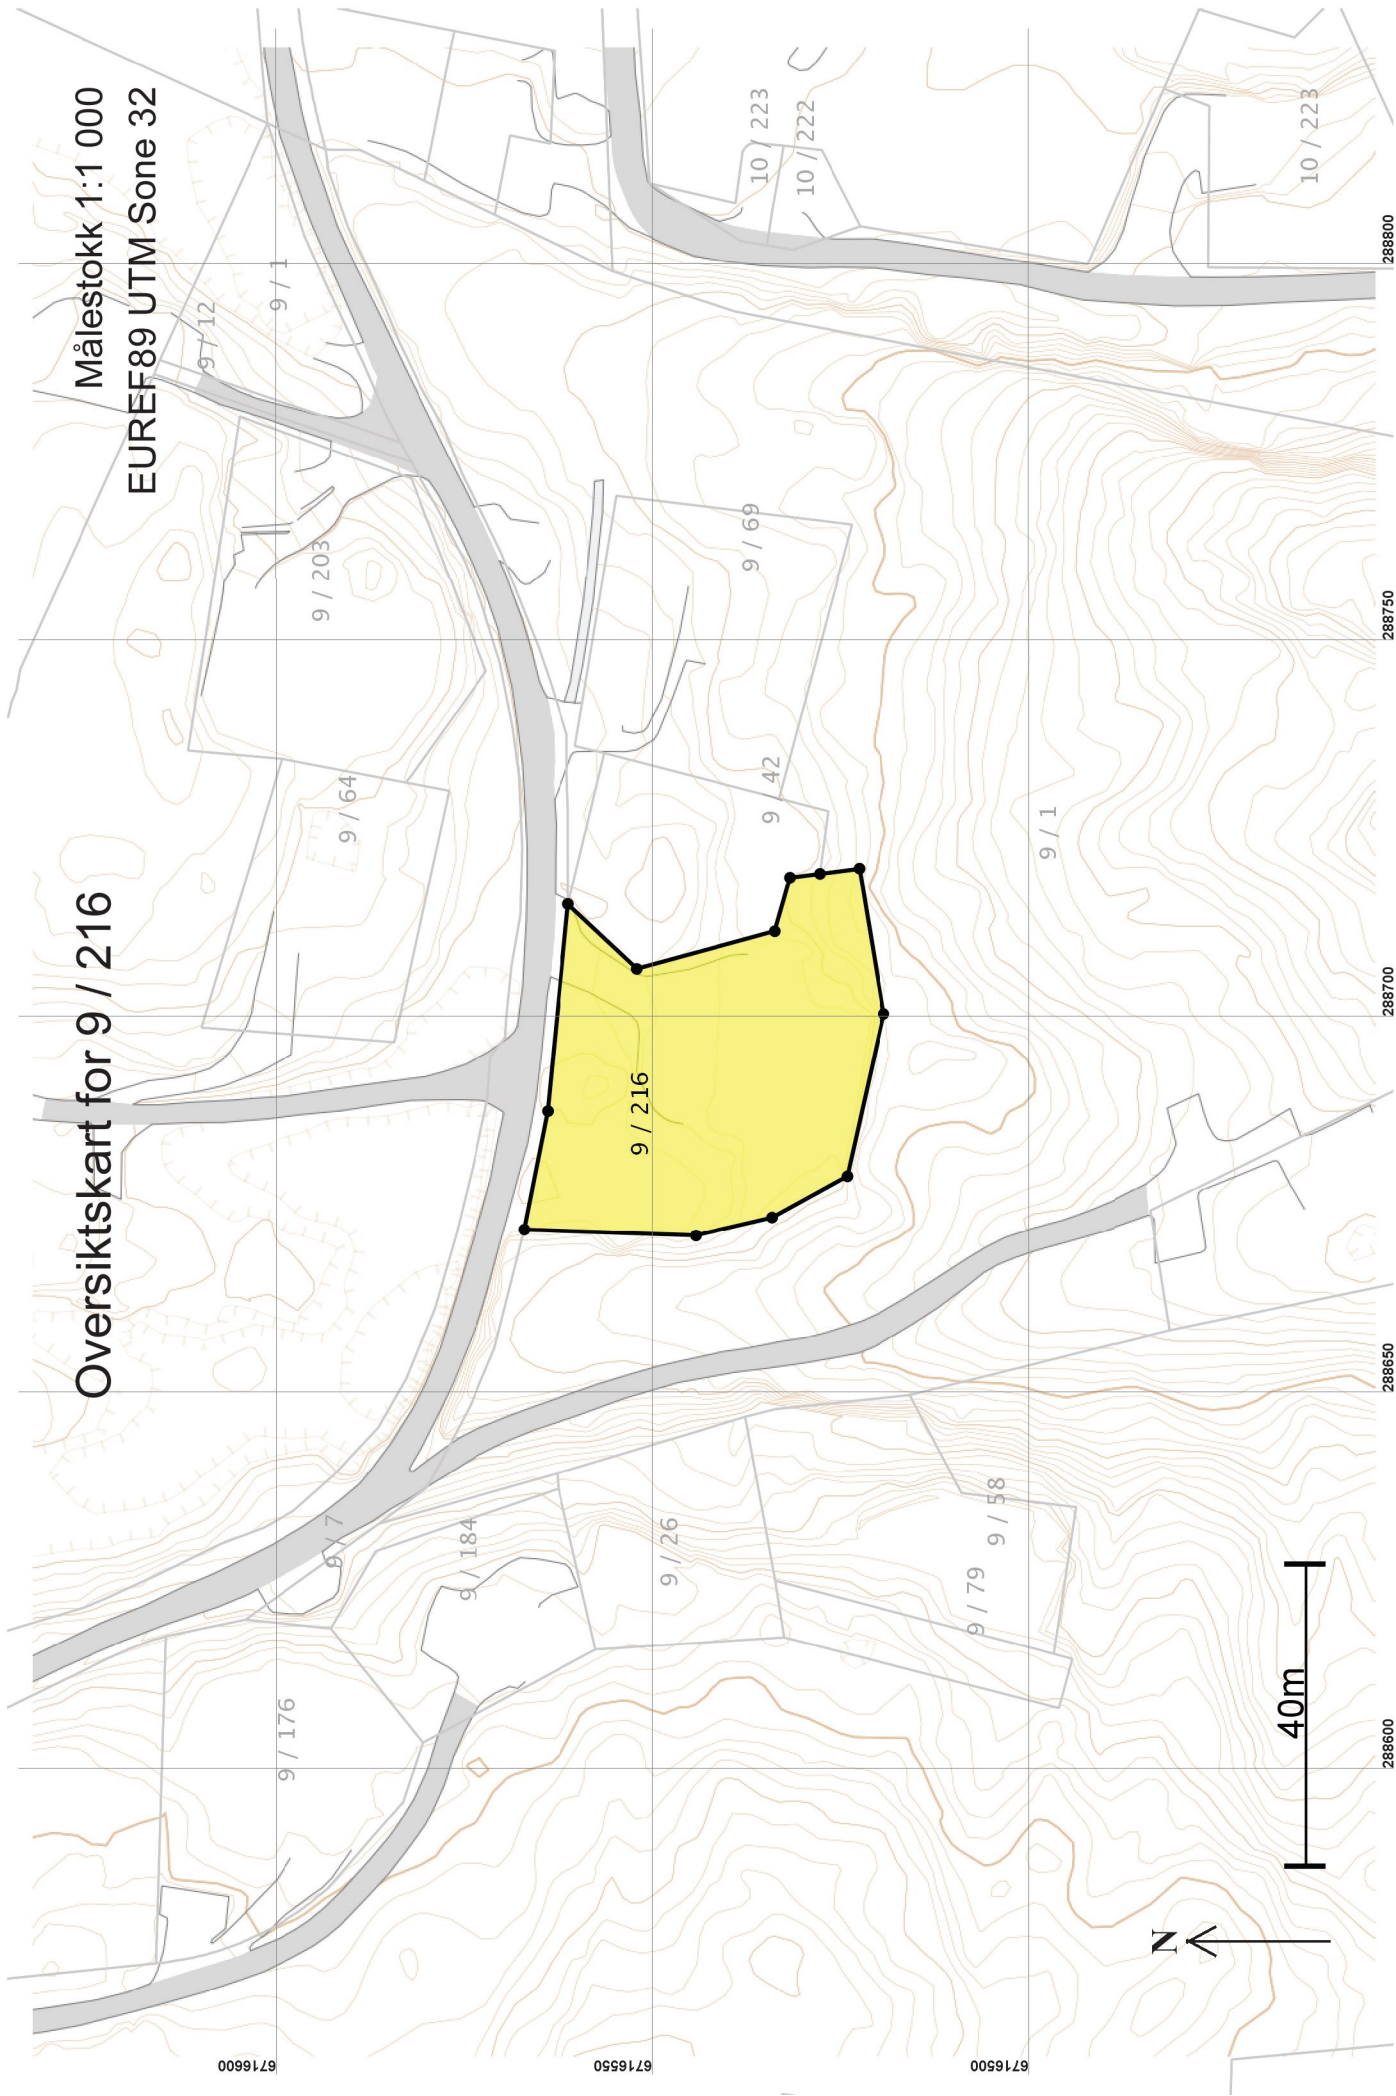 Oversiktskart for 9 / 216
Målestokk 1:1 000
EUREF89 UTM Sone 32
9 / 12
9 / 1
9 / 203
9 / 64
9 / 7
9 / 184
9 / 176
9 / 216
9 / 69
9 / 42
9 / 26
9 / 58
9 / 79
9 / 1
10 / 223
10 / 222
10 / 223
6716600
6716550
6716500
288600
288650
288700
288750
288800
N
40m